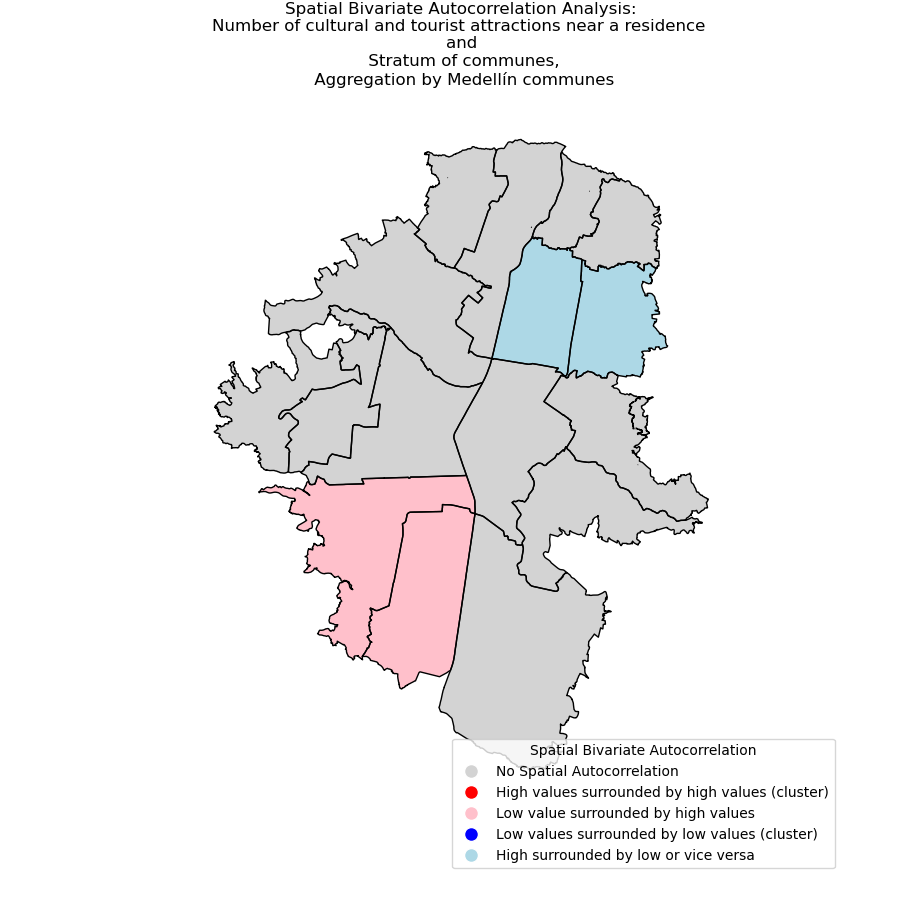 Spatial Bivariate Autocorrelation Analysis:
Number of cultural and tourist attractions near a residence
and
Stratum of communes,
Aggregation by Medellín communes
Spatial Bivariate Autocorrelation
No Spatial Autocorrelation
High values surrounded by high values (cluster)
Low value surrounded by high values
Low values surrounded by low values (cluster)
High surrounded by low or vice versa